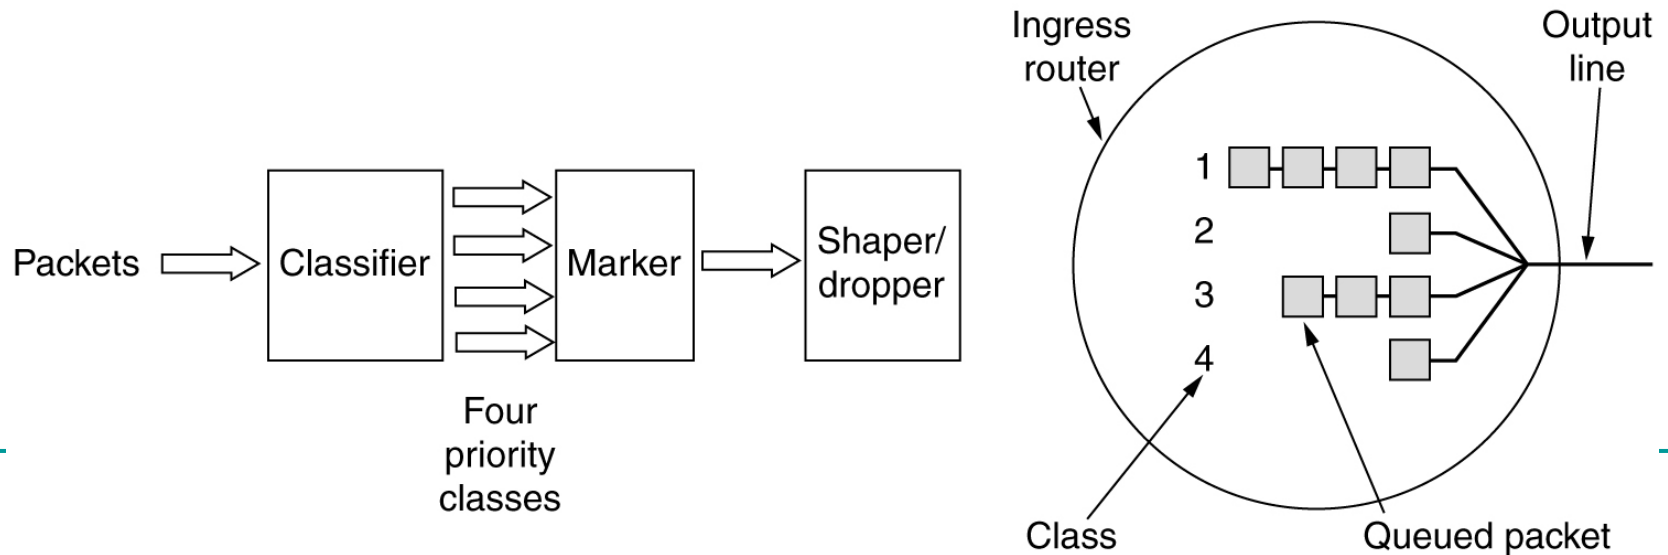 Packets
Classifier
Four
priority
classes
Marker
Shaper/
dropper
Ingress
router
Output
line
1
2
3
4
Class
Queued packet